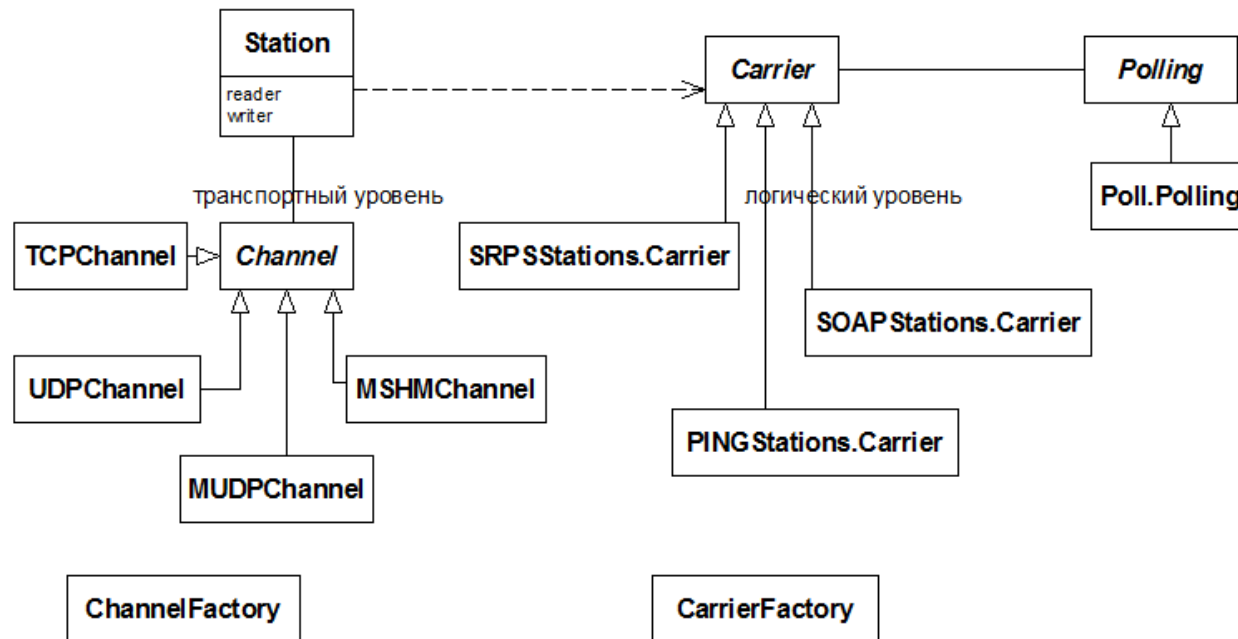 Station
Carrier
Polling
reader
writer
транспортный уровень
логический уровень
Poll.Polling
TCPChannel
Channel
SRPSStations.Carrier
SOAPStations.Carrier
UDPChannel
MSHMChannel
PINGStations.Carrier
MUDPChannel
ChannelFactory
CarrierFactory